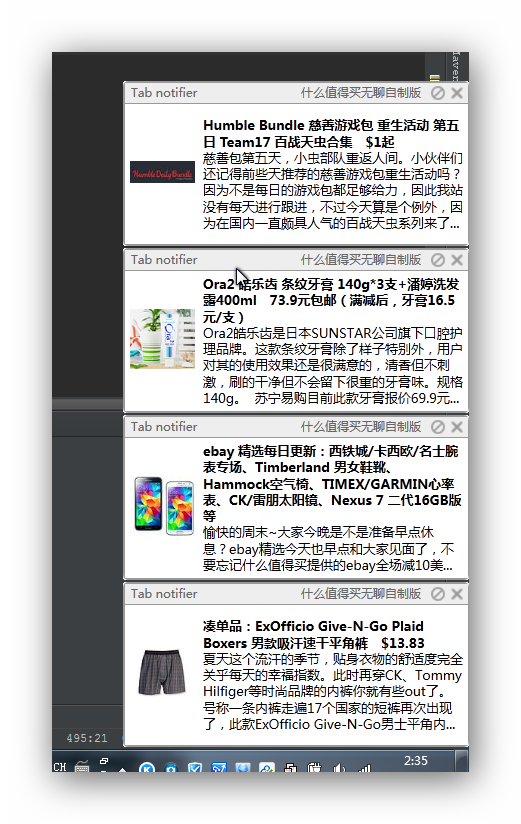 Maven
Tab notifier 什么值得买无聊自制版
Humble Bundle 慈善游戏包 重生活动 第五
日 Team17 百战天虫合集 $1起
慈善包第五天，小虫部队重返人间。小伙伴们
还记得前些天推荐的慈善游戏包重生活动吗？
因为不是每日的游戏包都足够给力，因此我站
没有每天进行跟进，不过今天算是个例外，因
为在国内一直颇具人气的百战天虫系列来了...
Humble Daily Bundle
Tab notifier 什么值得买无聊自制版
Ora2 皓乐齿 条纹牙膏 140g*3支+潘婷洗发
露400ml 73.9元包邮（满减后，牙膏16.5
元/支）
Ora2皓乐齿是日本SUNSTAR公司旗下口腔护
理品牌。这款条纹牙膏除了样子特别外，用户
对其的使用效果还是很满意的，清香但不刺
激，刷的干净但不会留下很重的牙膏味。规格
140g。 苏宁易购目前此款牙膏报价69.9元...
Tab notifier 什么值得买无聊自制版
ebay 精选每日更新：西铁城/卡西欧/名士腕
表专场、Timberland 男女鞋靴、
Hammock空气椅、TIMEX/GARMIN心率
表、CK/雷朋太阳镜、Nexus 7 二代16GB版
等
愉快的周末~大家今晚是不是准备早点休
息？ebay精选今天也早点和大家见面了，不
要忘记什么值得买提供的ebay全场减10美...
Tab notifier 什么值得买无聊自制版
凑单品：ExOfficio Give-N-Go Plaid
Boxers 男款吸汗速干平角裤 $13.83
夏天这个流汗的季节，贴身衣物的舒适度完全
关乎每天的幸福指数。此时再穿CK、Tommy
Hilfiger等时尚品牌的内裤你就有些out了。
号称一条内裤走遍17个国家的短裤再次出现
了，此款ExOfficio Give-N-Go男士平角内...
495:21
CH
2:35